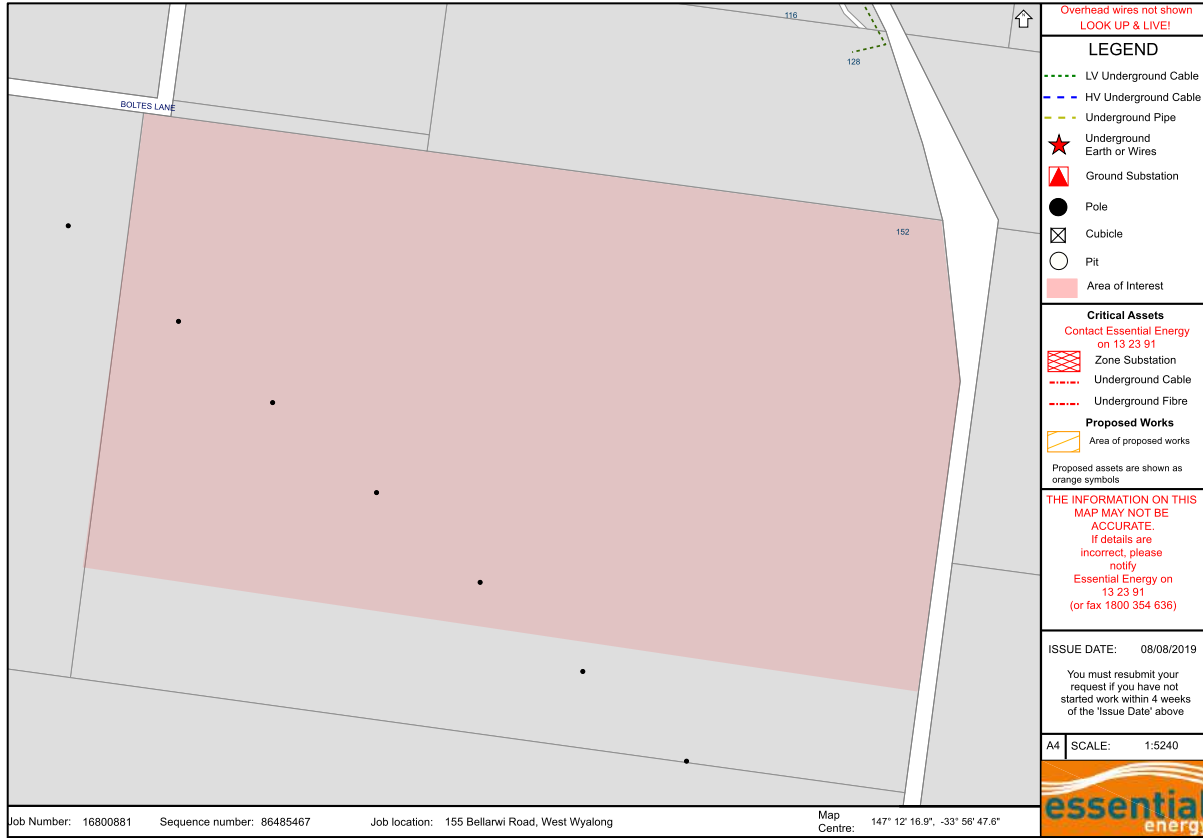 116
128
BOLTES LANE
152
Overhead wires not shown
LOOK UP & LIVE!
LEGEND
LV Underground Cable
HV Underground Cable
Underground Pipe
Underground
Earth or Wires
Ground Substation
Pole
Cubicle
Pit
Area of Interest
Critical Assets
Contact Essential Energy
on 13 23 91
Zone Substation
Underground Cable
Underground Fibre
Proposed Works
Area of proposed works
Proposed assets are shown as
orange symbols
THE INFORMATION ON THIS
MAP MAY NOT BE
ACCURATE.
If details are
incorrect, please
notify
Essential Energy on
13 23 91
(or fax 1800 354 636)
ISSUE DATE: 08/08/2019
You must resubmit your
request if you have not
started work within 4 weeks
of the 'Issue Date' above
A4 SCALE: 1:5240
essential
energy
Job Number: 16800881 Sequence number: 86485467 Job location: 155 Bellarwi Road, West Wyalong
Map
Centre: 147° 12' 16.9", -33° 56' 47.6"